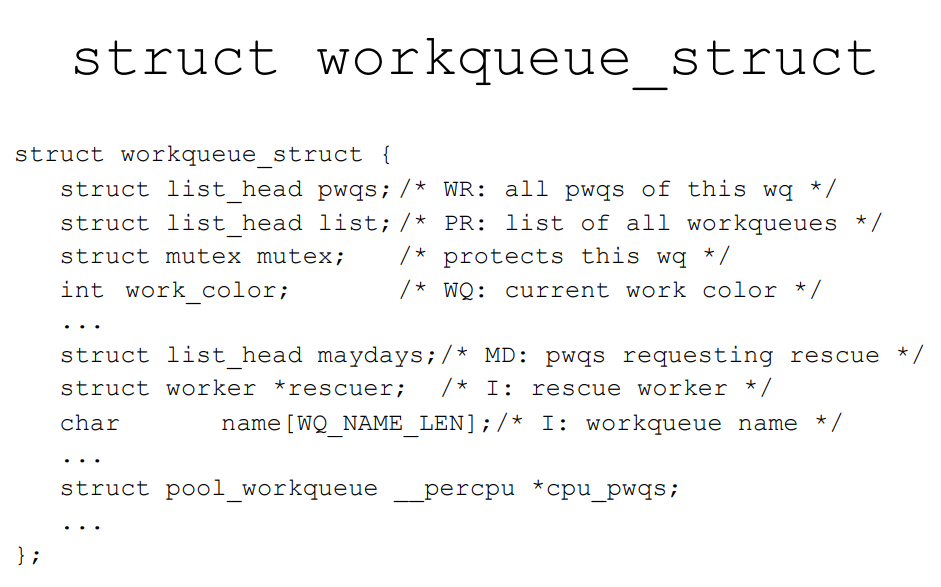 struct workqueue_struct
struct workqueue_struct {
struct list_head pwqs; /* WR: all pwqs of this wq */
struct list_head list; /* PR: list of all workqueues */
struct mutex mutex; /* protects this wq */
int work_color; /* WQ: current work color */
...
struct list_head maydays;/* MD: pwqs requesting rescue */
struct worker *rescuer; /* I: rescue worker */
char name[WQ_NAME_LEN];/* I: workqueue name */
...
struct pool_workqueue __percpu *cpu_pwqs;
...
};